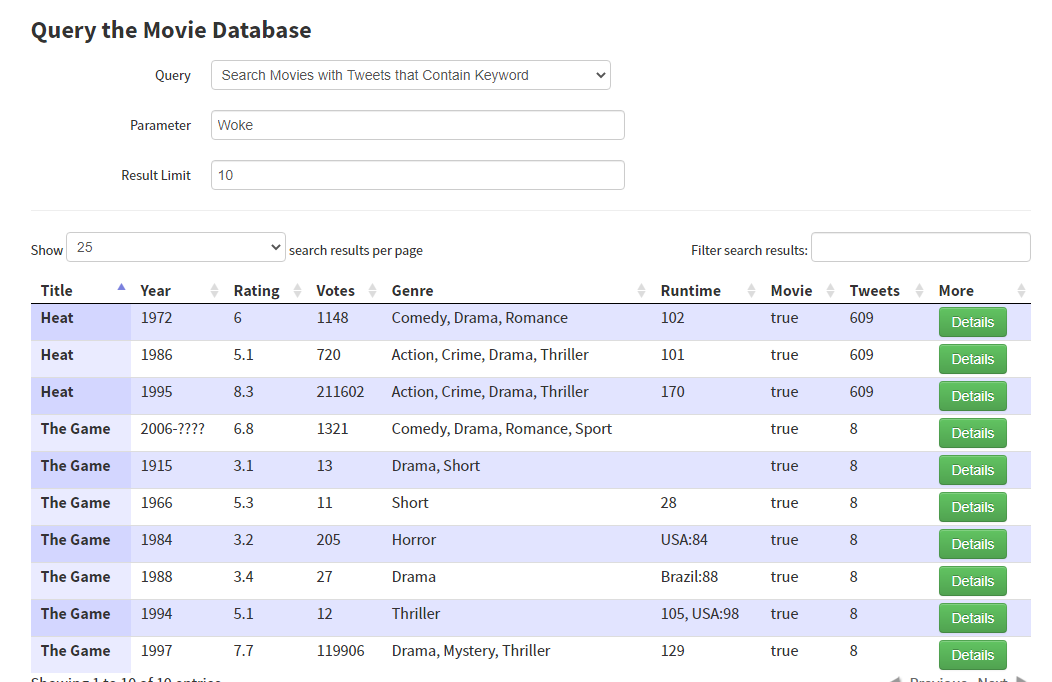 Query the Movie Database
Query Search Movies with Tweets that Contain Keyword
Parameter Woke
Result Limit 10
Show 25 search results per page Filter search results:
Title Year Rating Votes Genre Runtime Movie Tweets More
Heat 1972 6 1148 Comedy, Drama, Romance 102 true 609 Details
Heat 1986 5.1 720 Action, Crime, Drama, Thriller 101 true 609 Details
Heat 1995 8.3 211602 Action, Crime, Drama, Thriller 170 true 609 Details
The Game 2006-???? 6.8 1321 Comedy, Drama, Romance, Sport true 8 Details
The Game 1915 3.1 13 Drama, Short true 8 Details
The Game 1966 5.3 11 Short 28 true 8 Details
The Game 1984 3.2 205 Horror USA:84 true 8 Details
The Game 1988 3.4 27 Drama Brazil:88 true 8 Details
The Game 1994 5.1 12 Thriller 105, USA:98 true 8 Details
The Game 1997 7.7 119906 Drama, Mystery, Thriller 129 true 8 Details
Showing 1 to 10 of 10 entries Previous Next